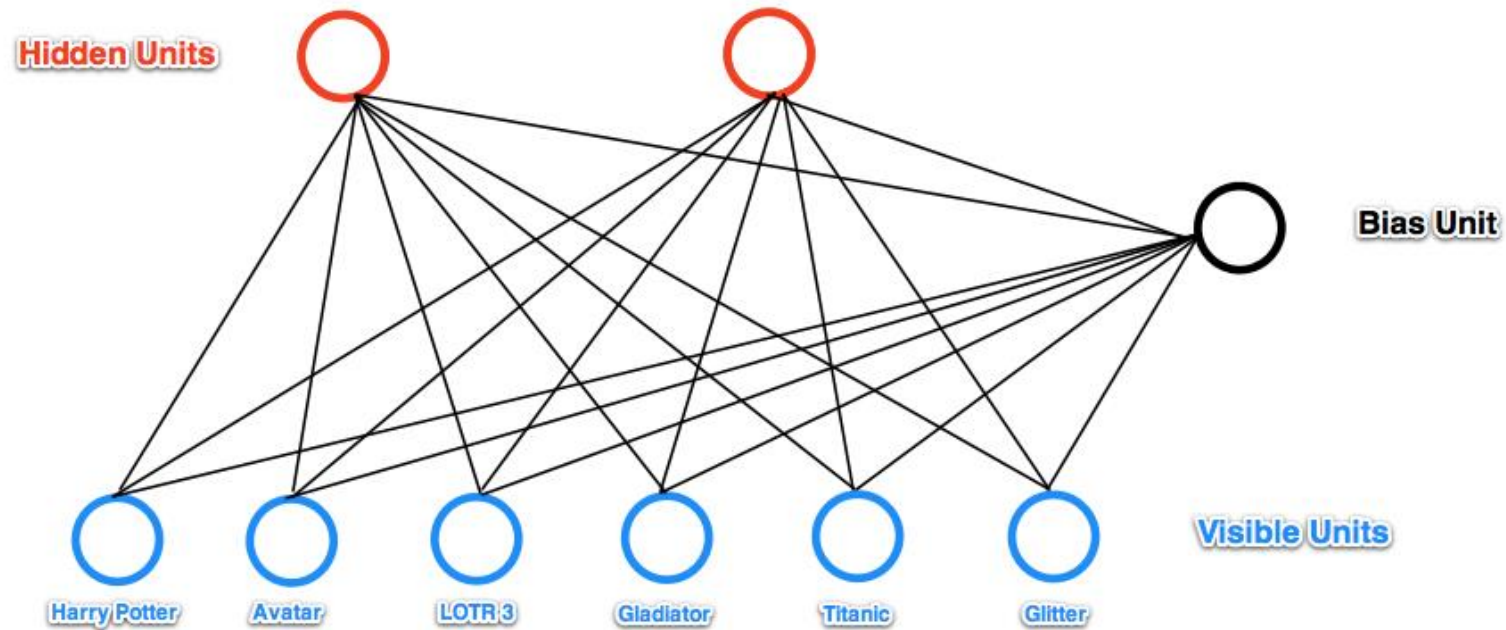 Hidden Units
Bias Unit
Visible Units
Harry Potter
Avatar
LOTR 3
Gladiator
Titanic
Glitter